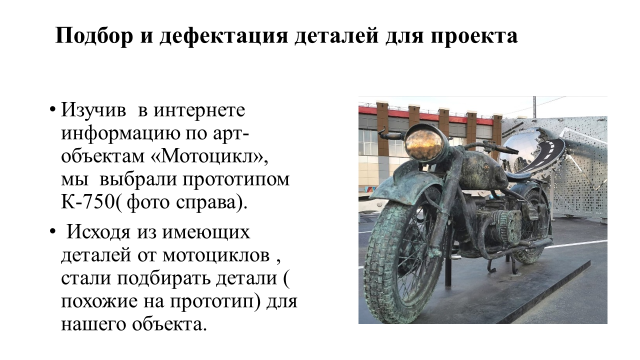 Подбор и дефектация деталей для проекта
• Изучив  в интернете
информацию по арт-
объектам «Мотоцикл»,
мы  выбрали прототипом
К-750( фото справа).
•  Исходя из имеющих
деталей от мотоциклов ,
стали подбирать детали (
похожие на прототип) для
нашего объекта.